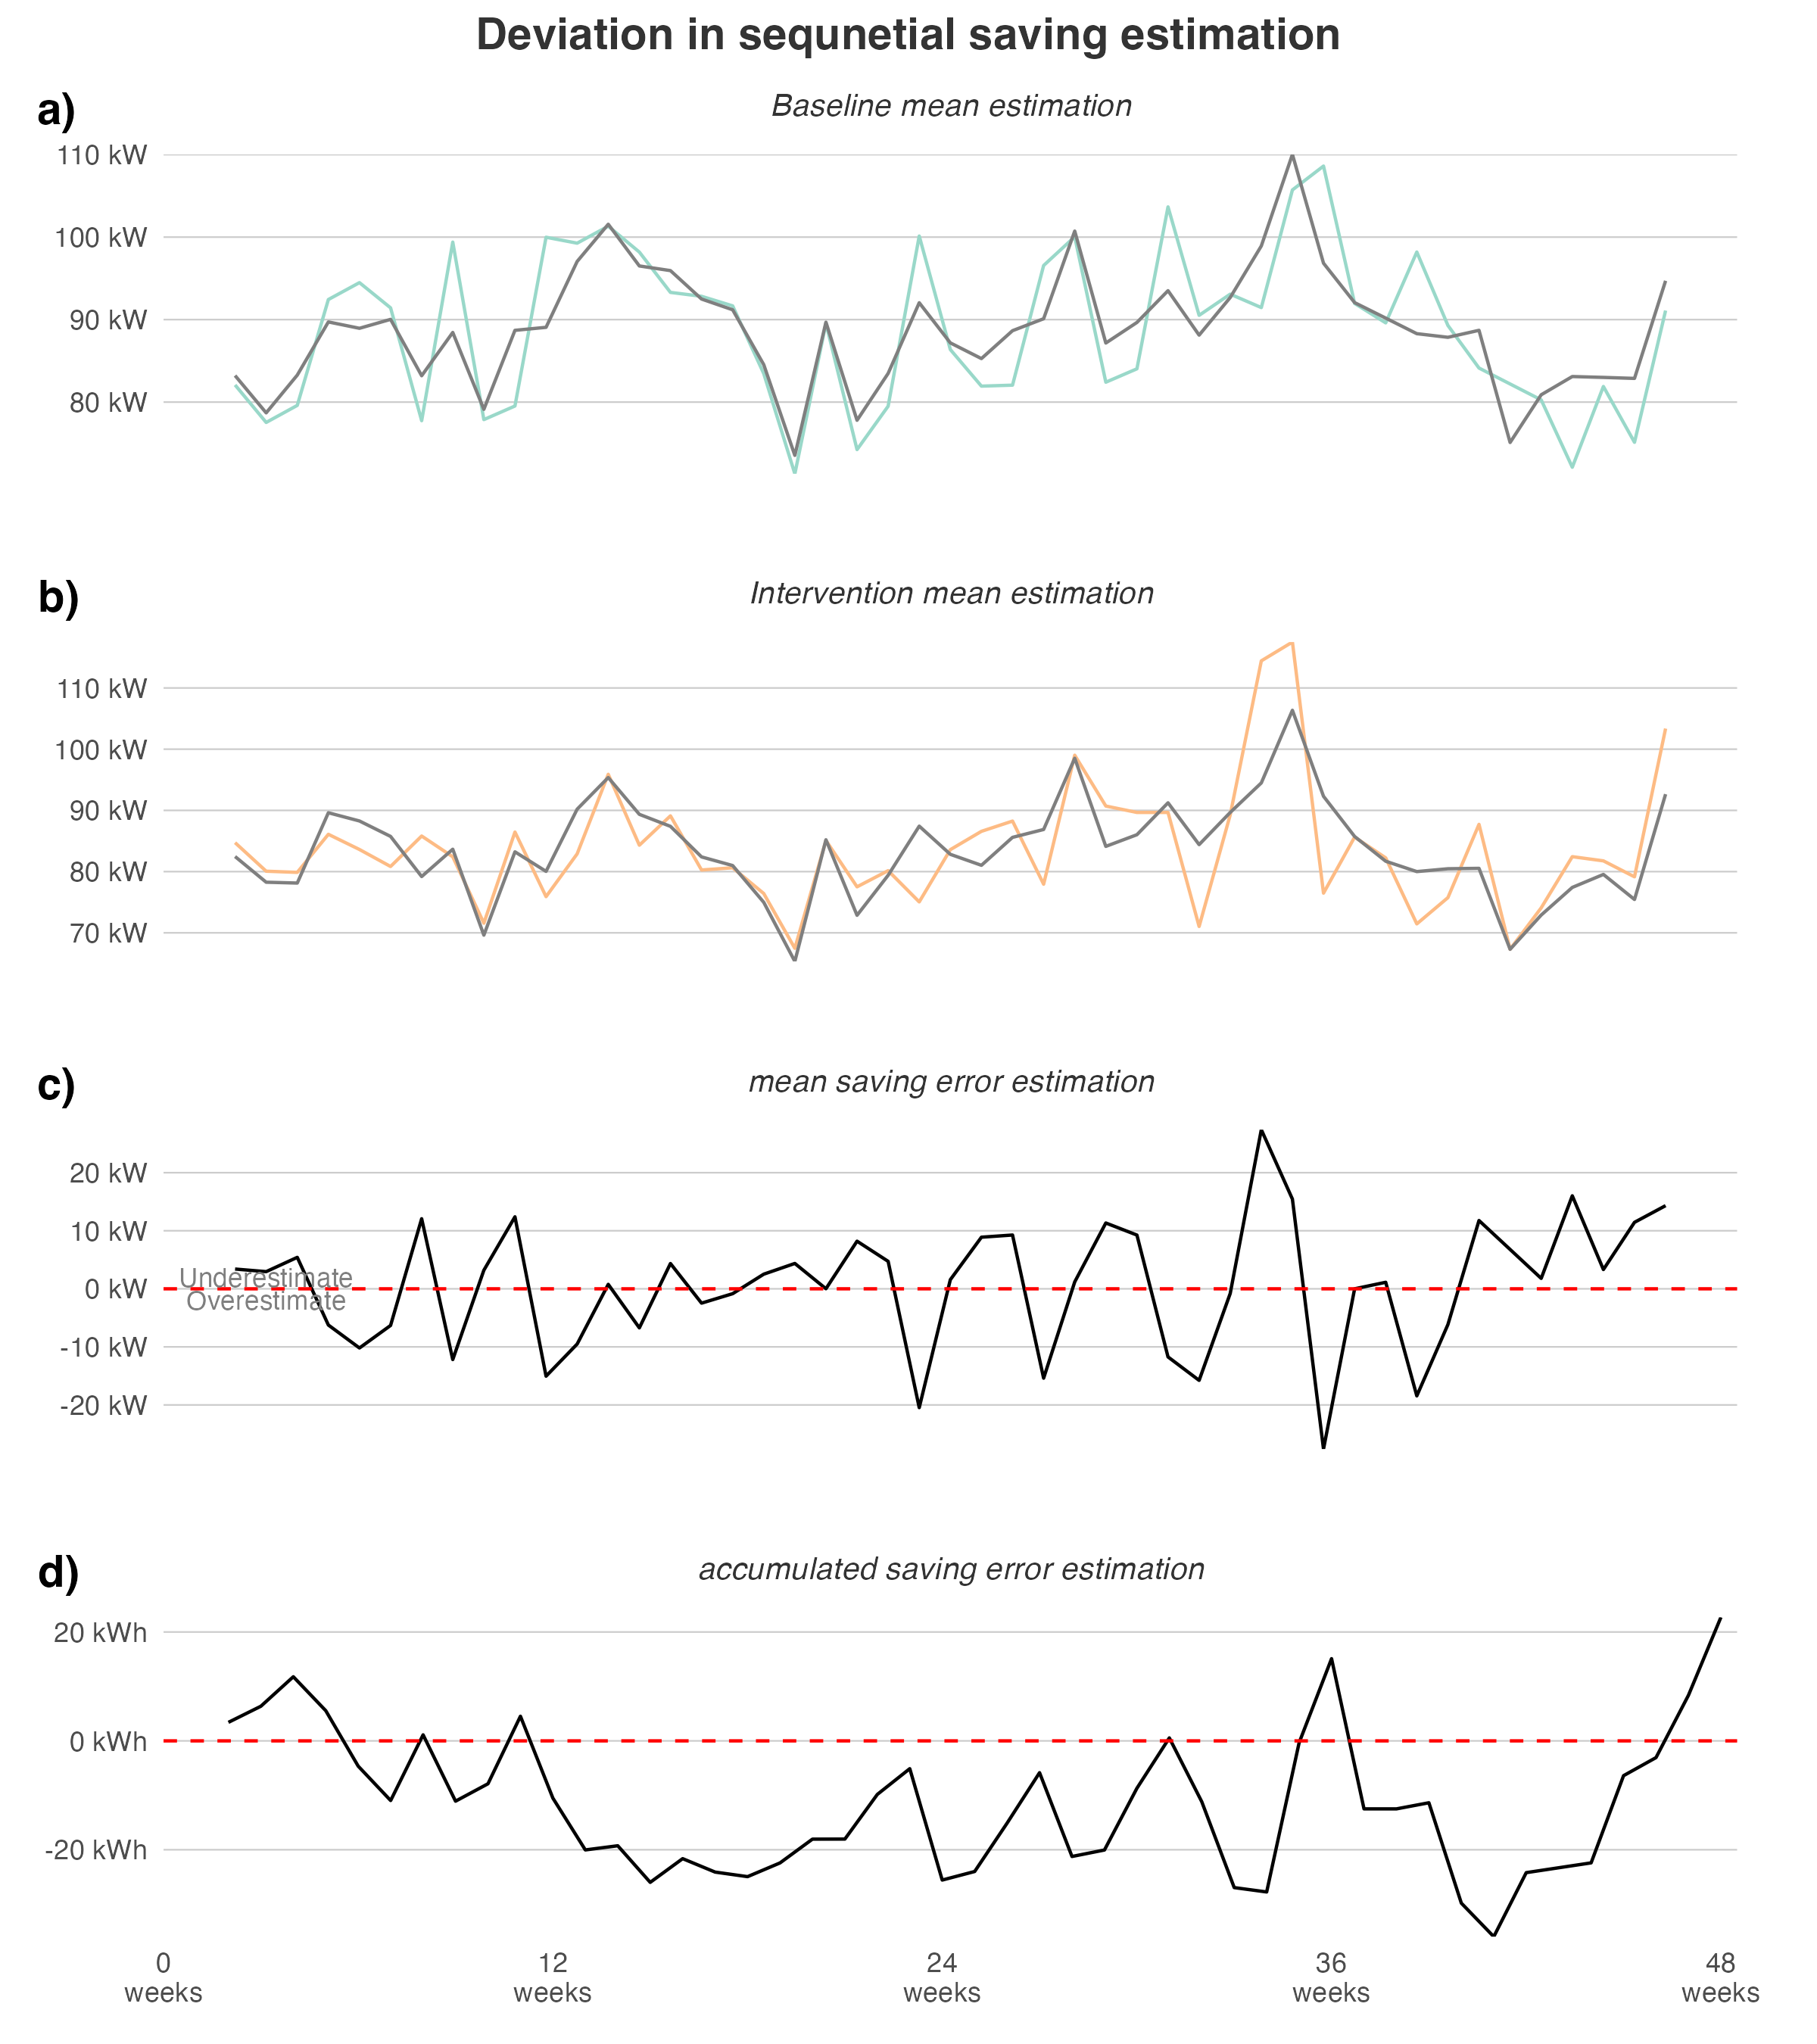 Deviation in sequnetial saving estimation
a)
Baseline mean estimation
110 kW
100 kW
90 kW
80 kW
b)
Intervention mean estimation
110 kW
100 kW
90 kW
80 kW
70 kW
c)
mean saving error estimation
20 kW
10 kW
0 kW
-10 kW
-20 kW
Underestimate
Overestimate
d)
accumulated saving error estimation
20 kWh
0 kWh
-20 kWh
0 12 24 36 48
weeks weeks weeks weeks weeks